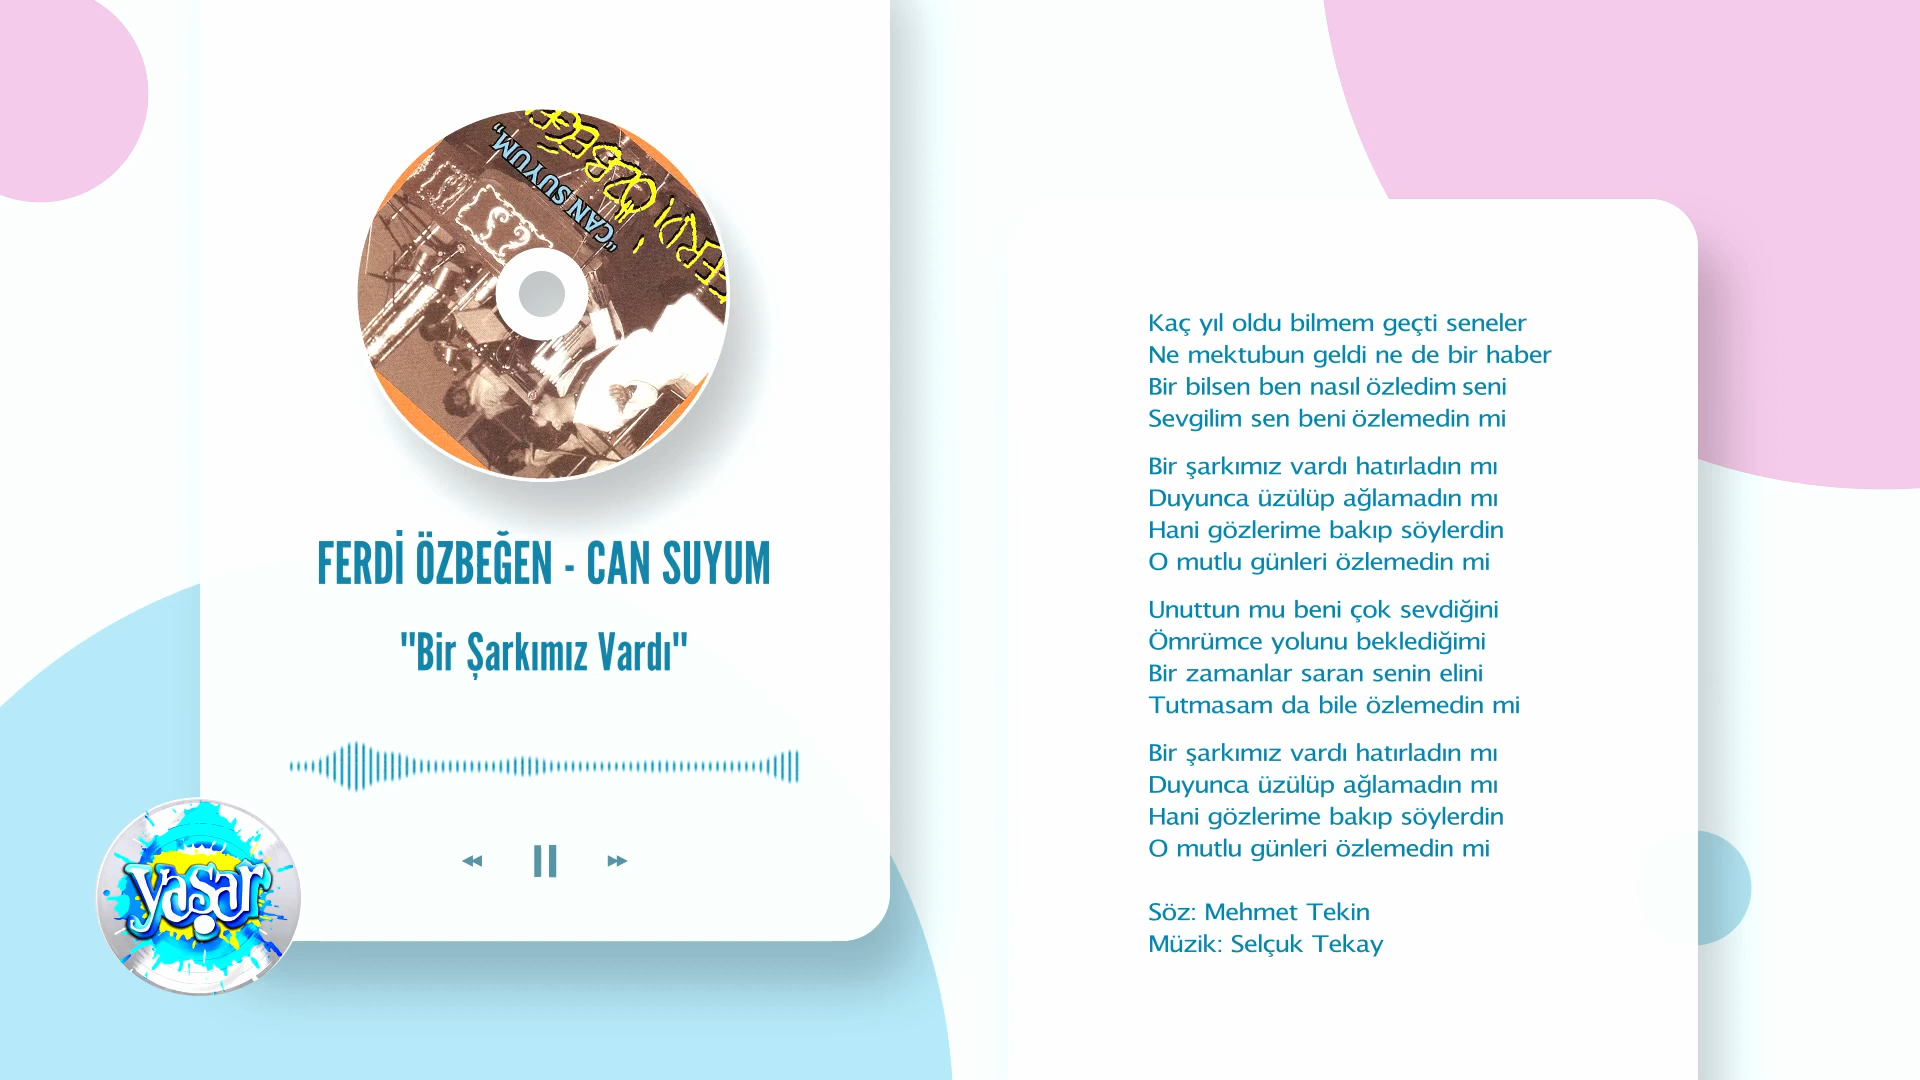 FERDİ ÖZBEĞEN
"CAN SUYUM"
FERDİ ÖZBEĞEN - CAN SUYUM
"Bir Şarkımız Vardı"
yaşar
Kaç yıl oldu bilmem geçti seneler
Ne mektubun geldi ne de bir haber
Bir bilsen ben nasıl özledim seni
Sevgilim sen beni özlemedin mi
Bir şarkımız vardı hatırladın mı
Duyunca üzülüp ağlamadın mı
Hani gözlerime bakıp söylerdin
O mutlu günleri özlemedin mi
Unuttun mu beni çok sevdiğini
Ömrümce yolunu beklediğimi
Bir zamanlar saran senin elini
Tutmasam da bile özlemedin mi
Bir şarkımız vardı hatırladın mı
Duyunca üzülüp ağlamadın mı
Hani gözlerime bakıp söylerdin
O mutlu günleri özlemedin mi
Söz: Mehmet Tekin
Müzik: Selçuk Tekay